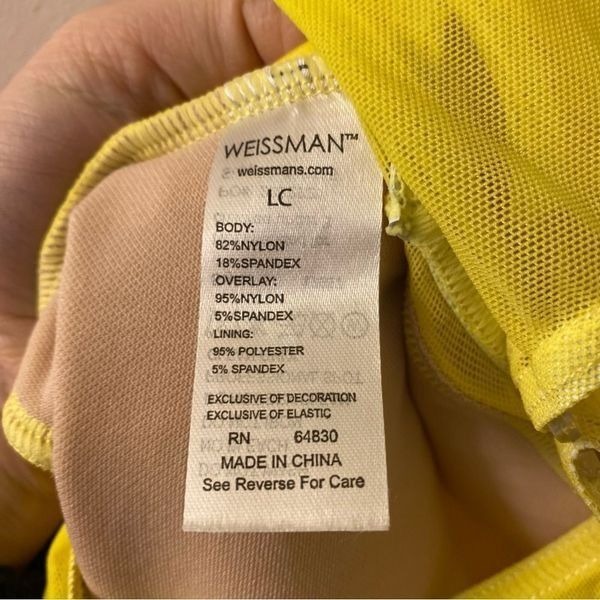 WEISSMAN™
weissmans.com
LC
BODY:
82%NYLON
18%SPANDEX
OVERLAY:
95%NYLON
5%SPANDEX
LINING:
95% POLYESTER
5% SPANDEX
EXCLUSIVE OF DECORATION
EXCLUSIVE OF ELASTIC
RN 64830
MADE IN CHINA
See Reverse For Care